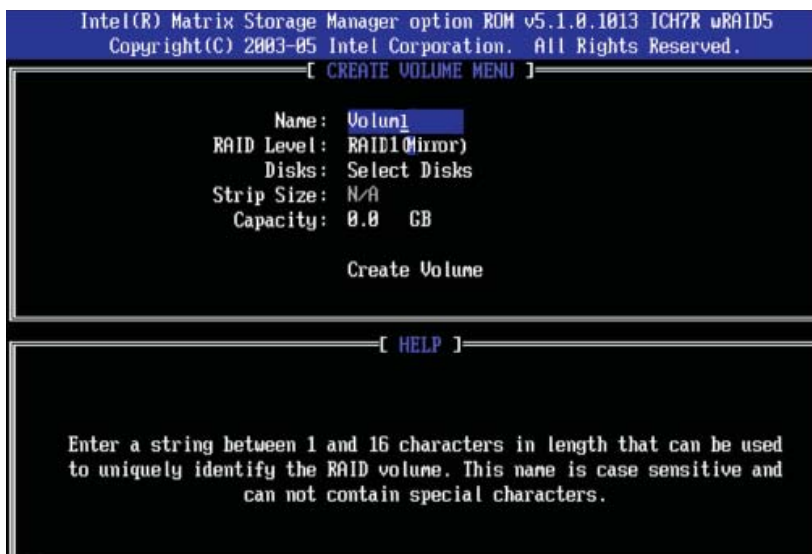 Intel(R) Matrix Storage Manager option ROM v5.1.0.1013 ICH7R wRAID5
Copyright(C) 2003-05 Intel Corporation. All Rights Reserved.
[ CREATE VOLUME MENU ]
Name: Volum1
RAID Level: RAID1(Mirror)
Disks: Select Disks
Strip Size: N/A
Capacity: 0.0 GB
Create Volume
[ HELP ]
Enter a string between 1 and 16 characters in length that can be used
to uniquely identify the RAID volume. This name is case sensitive and
can not contain special characters.